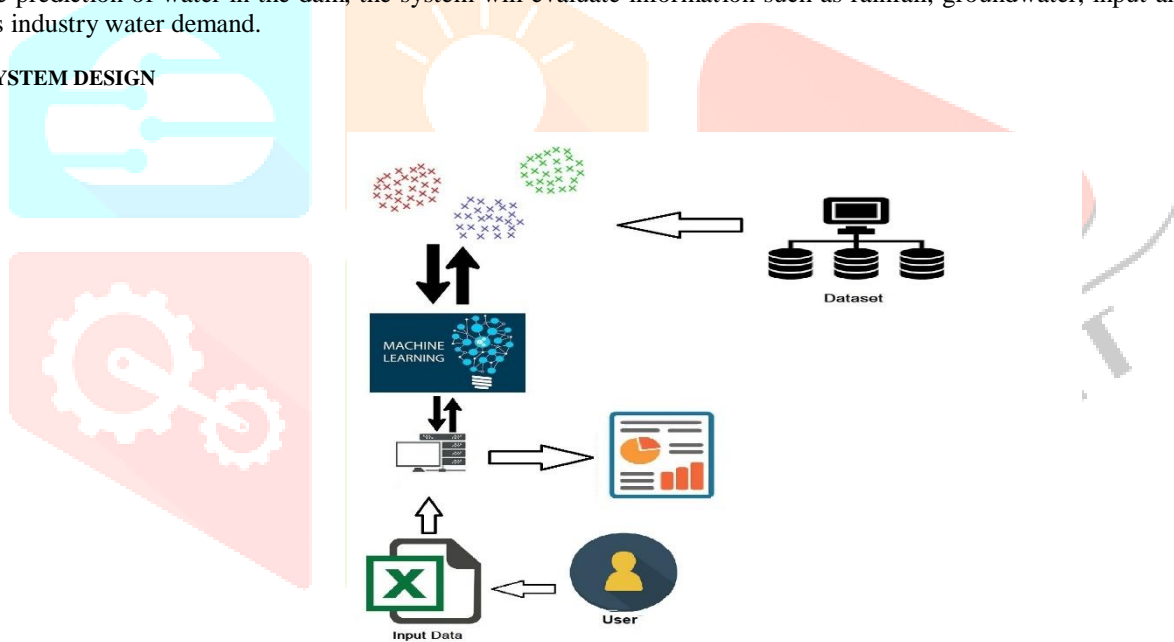 prediction of water in the dam, the system will evaluate information such as rainfall, groundwater, input
industry water demand.
SYSTEM DESIGN
Dataset
MACHINE
LEARNING
X
Input Data
User